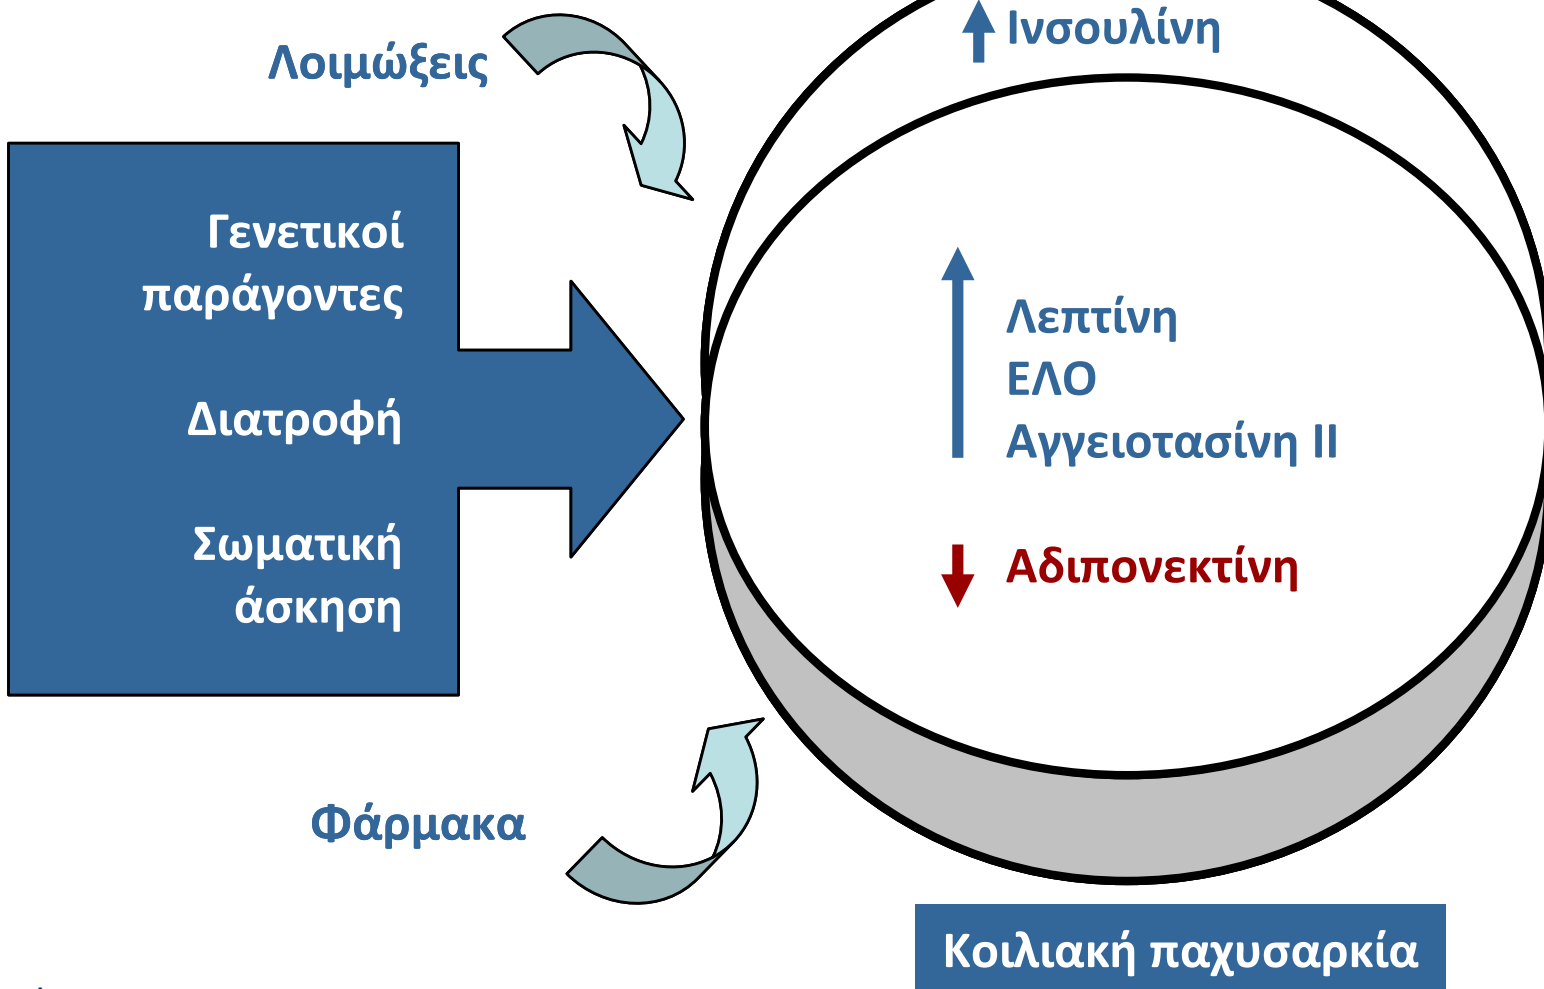 Ινσουλίνη
Λοιμώξεις
Γενετικοί
παράγοντες
Διατροφή
Σωματική
άσκηση
Λεπτίνη
ΕΛΟ
Αγγειοτασίνη ΙΙ
Αδιπονεκτίνη
Φάρμακα
Κοιλιακή παχυσαρκία